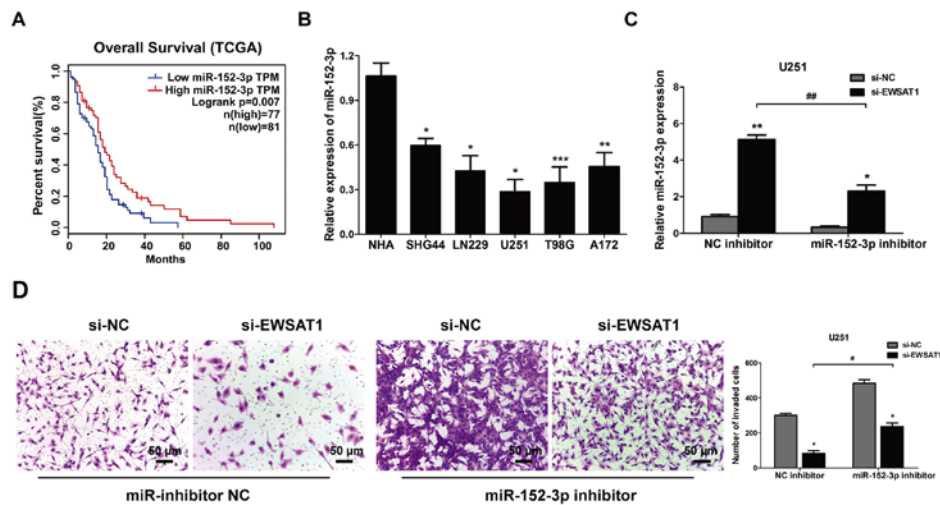 A
Overall Survival (TCGA)
Low miR-152-3p TPM
High miR-152-3p TPM
Logrank p=0.007
n(high)=77
n(low)=81
Percent survival(%)
1.0
0.8
0.6
0.4
0.2
0.0
0 20 40 60 80 100
Months
B
Relative expression of miR-152-3p
1.2
0.9
0.6
0.3
0.0
* * * *** **
NHA SHG44 LN229 U251 T98G A172
C
U251
si-NC
si-EWSAT1
Relative miR-152-3p expression
8
6
4
2
0
##
**
*
NC inhibitor miR-152-3p inhibitor
D
si-NC si-EWSAT1 si-NC si-EWSAT1
50 μm 50 μm 50 μm 50 μm
miR-inhibitor NC miR-152-3p inhibitor
U251
si-NC
si-EWSAT1
Number of invaded cells
600
400
200
0
#
* *
NC inhibitor miR-152-3p inhibitor